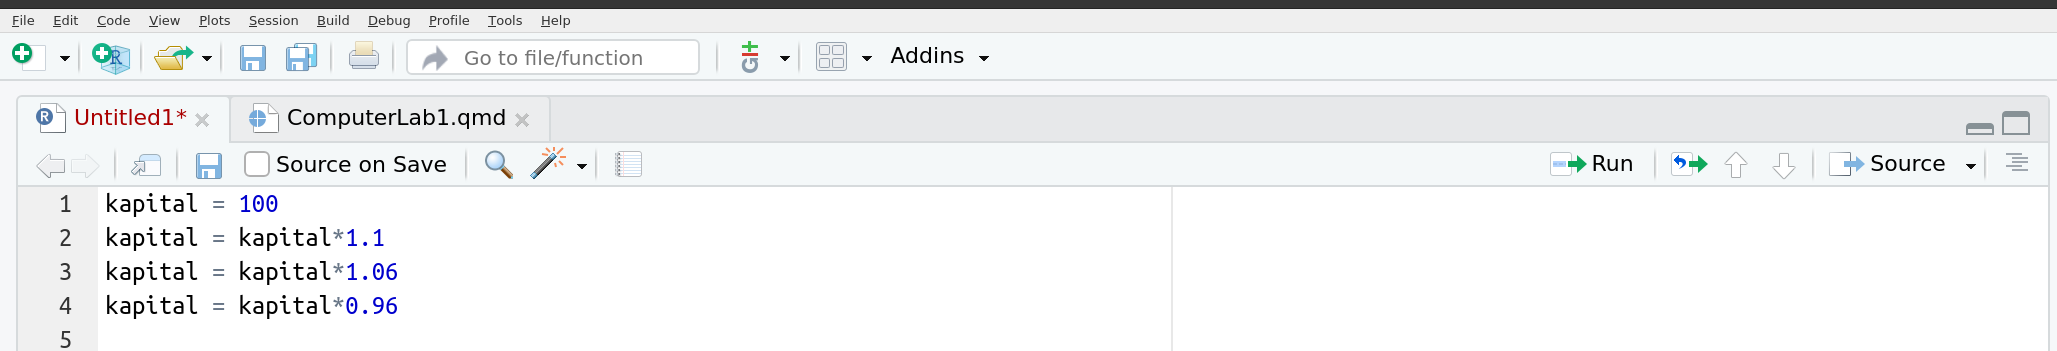 File Edit Code View Plots Session Build Debug Profile Tools Help
Go to file/function Addins
Untitled1* ComputerLab1.qmd
Source on Save Run Source
1 kapital = 100
2 kapital = kapital*1.1
3 kapital = kapital*1.06
4 kapital = kapital*0.96
5